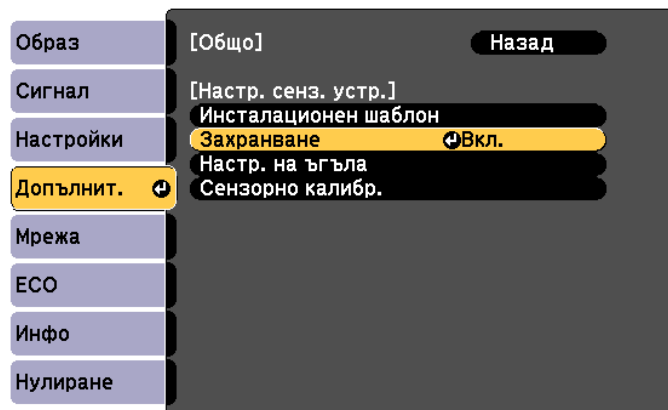 Образ
Сигнал
Настройки
Допълнит.
Мрежа
ECO
Инфо
Нулиране
[Общо] Назад
[Настр. сенз. устр.]
Инсталационен шаблон
Захранване Вкл.
Настр. на ъгъла
Сензорно калибр.